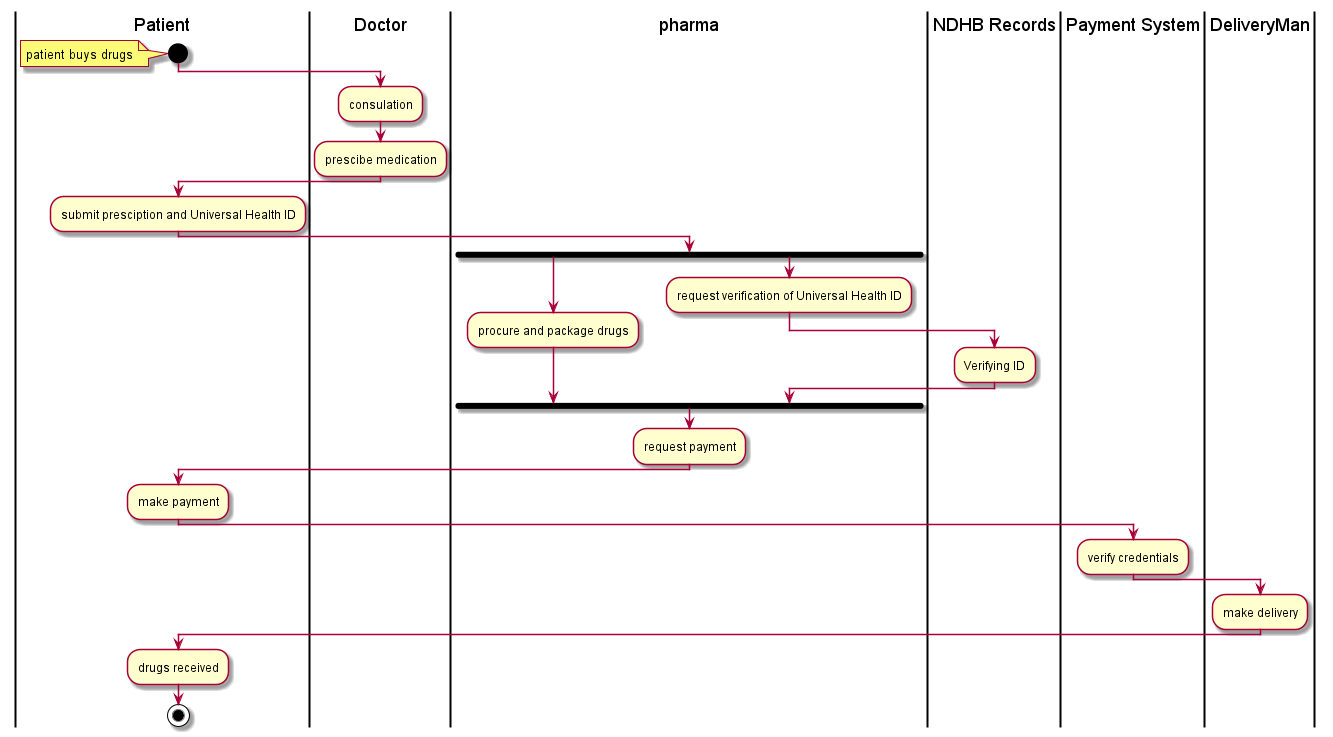 Patient
Doctor
pharma
NDHB Records
Payment System
DeliveryMan
patient buys drugs
consulation
prescibe medication
submit presciption and Universal Health ID
request verification of Universal Health ID
procure and package drugs
Verifying ID
request payment
make payment
verify credentials
make delivery
drugs received